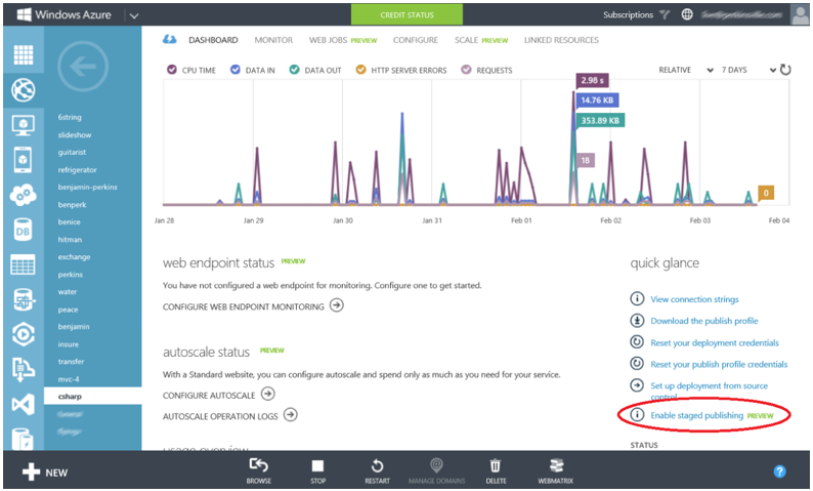 Windows Azure
CREDIT STATUS
Subscriptions
DASHBOARD MONITOR WEB JOBS PREVIEW CONFIGURE SCALE PREVIEW LINKED RESOURCES
CPU TIME DATA IN DATA OUT HTTP SERVER ERRORS REQUESTS RELATIVE 7 DAYS
2.98 s
14.76 KB
353.89 KB
18
0
Jan 28 Jan 29 Jan 30 Jan 31 Feb 01 Feb 02 Feb 03 Feb 04
6string
slideshow
guitarist
refrigerator
benjamin-perkins
benperk
benice
hitman
exchange
perkins
water
peace
benjamin
insure
transfer
mvc-4
csharp
DB
web endpoint status PREVIEW
You have not configured a web endpoint for monitoring. Configure one to get started.
CONFIGURE WEB ENDPOINT MONITORING
autoscale status PREVIEW
With a Standard website, you can configure autoscale and spend only as much as you need for your service.
CONFIGURE AUTOSCALE
AUTOSCALE OPERATION LOGS
usage overview
quick glance
View connection strings
Download the publish profile
Reset your deployment credentials
Reset your publish profile credentials
Set up deployment from source
control
Enable staged publishing PREVIEW
STATUS
NEW
BROWSE STOP RESTART MANAGE DOMAINS DELETE WEBMATRIX
?